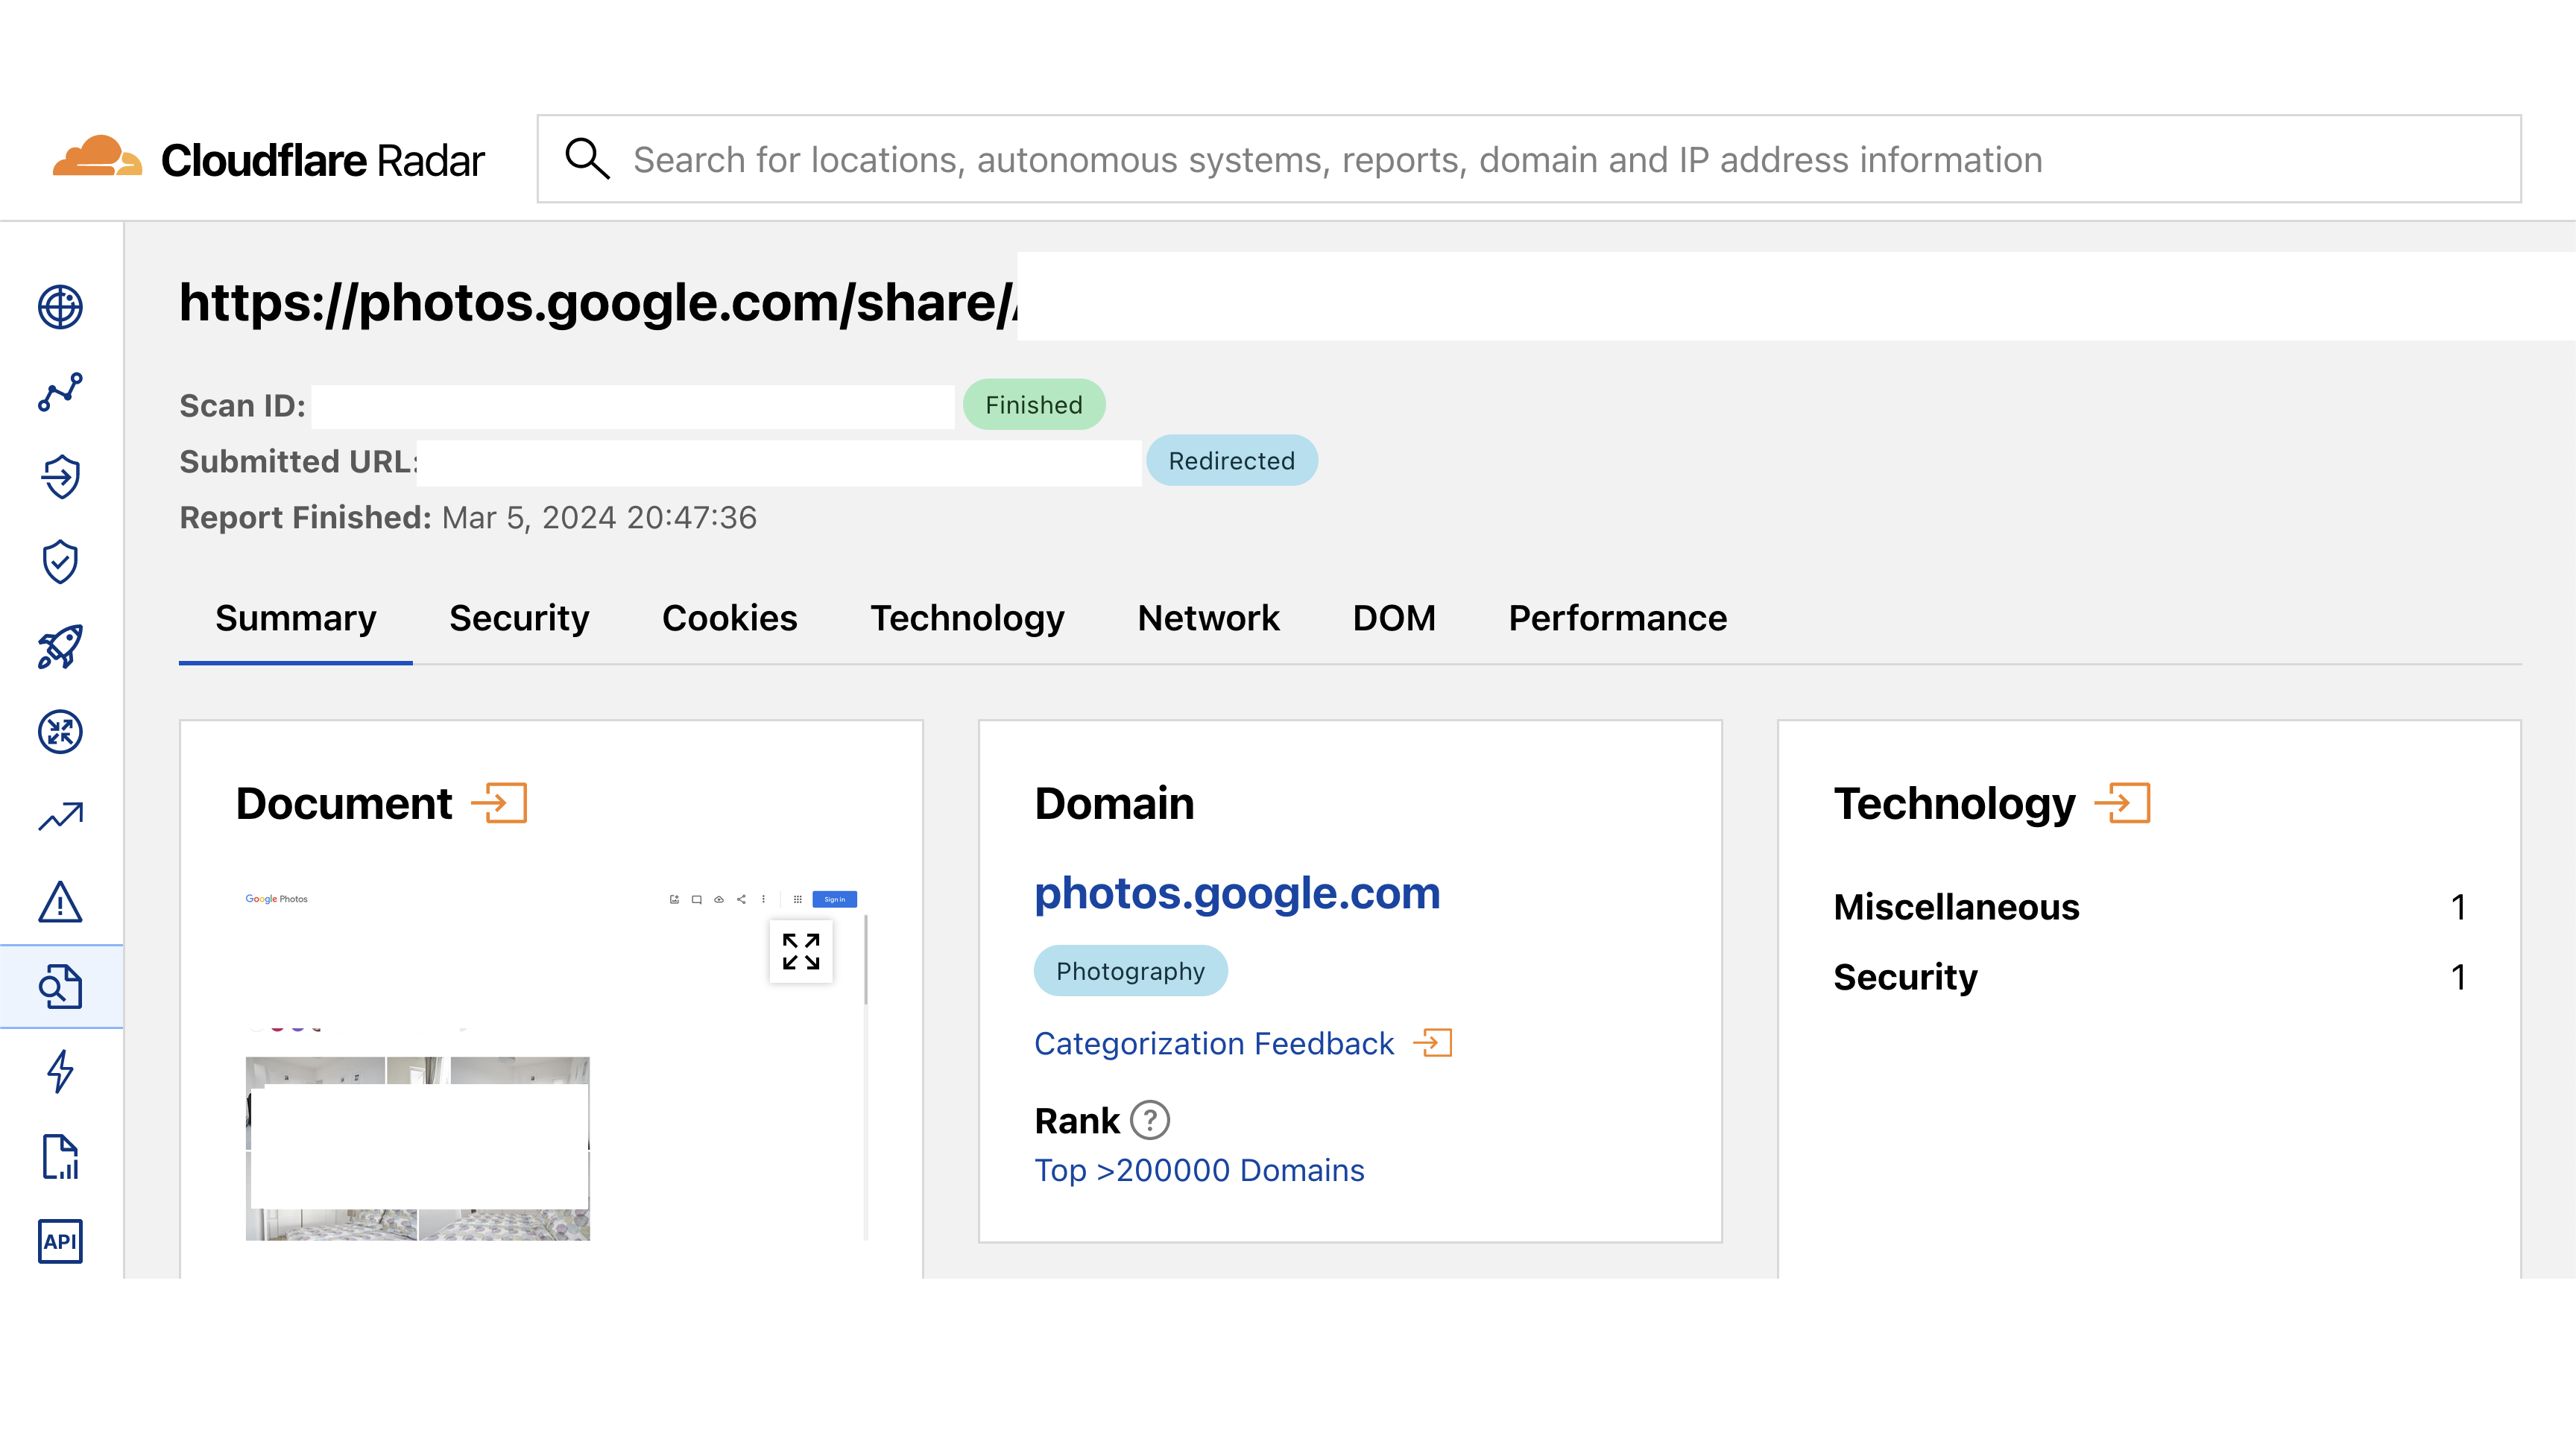 Cloudflare Radar
Search for locations, autonomous systems, reports, domain and IP address information
https://photos.google.com/share/
Scan ID:
Finished
Submitted URL:
Redirected
Report Finished: Mar 5, 2024 20:47:36
Summary
Security
Cookies
Technology
Network
DOM
Performance
Document
Google Photos
Sign in
Domain
photos.google.com
Photography
Categorization Feedback
Rank ?
Top >200000 Domains
Technology
Miscellaneous 1
Security 1
API